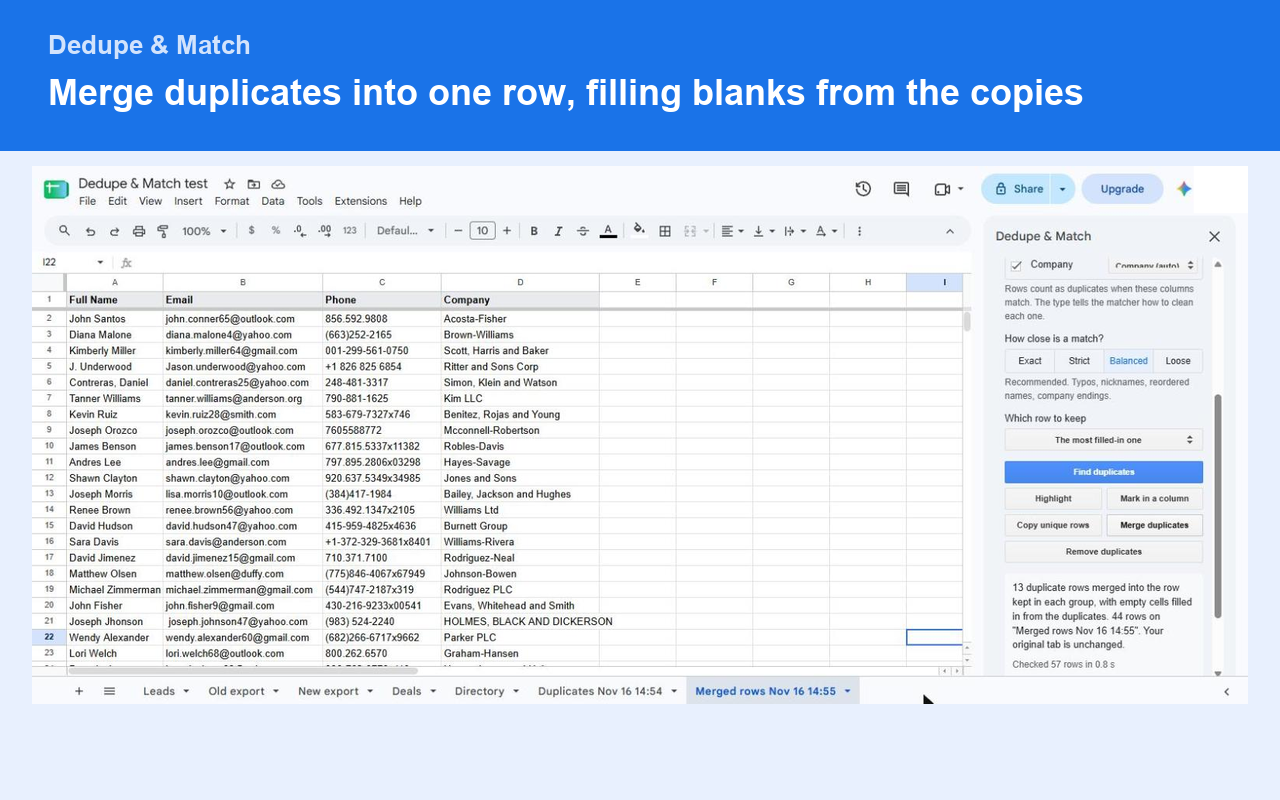 Dedupe & Match
Merge duplicates into one row, filling blanks from the copies
Dedupe & Match test
File Edit View Insert Format Data Tools Extensions Help
Share
Upgrade
100% $ % .0 .00 123 Defaul... − 10 + B I A
I22 fx
A B C D E F G H I
1 Full Name Email Phone Company
2 John Santos john.conner65@outlook.com 856.592.9808 Acosta-Fisher
3 Diana Malone diana.malone4@yahoo.com (663)252-2165 Brown-Williams
4 Kimberly Miller kimberly.miller64@gmail.com 001-299-561-0750 Scott, Harris and Baker
5 J. Underwood Jason.underwood@yahoo.com +1 826 825 6854 Ritter and Sons Corp
6 Contreras, Daniel daniel.contreras25@yahoo.com 248-481-3317 Simon, Klein and Watson
7 Tanner Williams tanner.williams@anderson.org 790-881-1625 Kim LLC
8 Kevin Ruiz kevin.ruiz28@smith.com 583-679-7327x746 Benitez, Rojas and Young
9 Joseph Orozco joseph.orozco@outlook.com 7605588772 Mcconnell-Robertson
10 James Benson james.benson17@outlook.com 677.815.5337x11382 Robles-Davis
11 Andres Lee andres.lee@gmail.com 797.895.2806x03298 Hayes-Savage
12 Shawn Clayton shawn.clayton@yahoo.com 920.637.5349x34985 Jones and Sons
13 Joseph Morris lisa.morris10@outlook.com (384)417-1984 Bailey, Jackson and Hughes
14 Renee Brown renee.brown56@yahoo.com 336.492.1347x2105 Williams Ltd
15 David Hudson david.hudson47@yahoo.com 415-959-4825x4636 Burnett Group
16 Sara Davis sara.davis@anderson.com +1-372-329-3681x8401 Williams-Rivera
17 David Jimenez david.jimenez15@gmail.com 710.371.7100 Rodriguez-Neal
18 Matthew Olsen matthew.olsen@duffy.com (775)846-4067x67949 Johnson-Bowen
19 Michael Zimmerman michael.zimmerman@gmail.com (544)747-2187x319 Rodriguez PLC
20 John Fisher john.fisher9@gmail.com 430-216-9233x00541 Evans, Whitehead and Smith
21 Joseph Jhonson joseph.johnson47@yahoo.com (983) 524-2240 HOLMES, BLACK AND DICKERSON
22 Wendy Alexander wendy.alexander60@gmail.com (682)266-6717x9662 Parker PLC
23 Lori Welch lori.welch68@outlook.com 800.262.6570 Graham-Hansen
Dedupe & Match
Company Company (auto)
Rows count as duplicates when these columns
match. The type tells the matcher how to clean
each one.
How close is a match?
Exact Strict Balanced Loose
Recommended. Typos, nicknames, reordered
names, company endings.
Which row to keep
The most filled-in one
Find duplicates
Highlight Mark in a column
Copy unique rows Merge duplicates
Remove duplicates
13 duplicate rows merged into the row
kept in each group, with empty cells filled
in from the duplicates. 44 rows on
"Merged rows Nov 16 14:55". Your
original tab is unchanged.
Checked 57 rows in 0.8 s
Leads Old export New export Deals Directory Duplicates Nov 16 14:54 Merged rows Nov 16 14:55